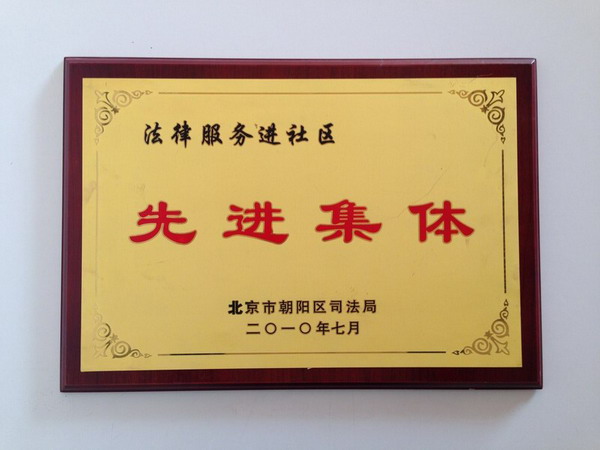 法律服务进社区
先进集体
北京市朝阳区司法局
二〇一〇年七月